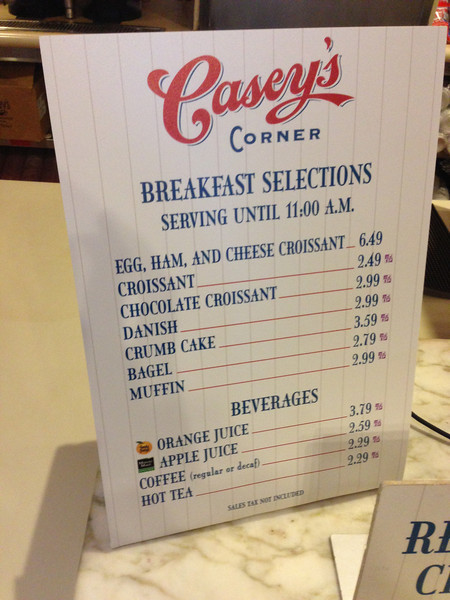 Casey's
CORNER
BREAKFAST SELECTIONS
SERVING UNTIL 11:00 A.M.
EGG, HAM, AND CHEESE CROISSANT 6.49
CROISSANT 2.49
CHOCOLATE CROISSANT 2.99
DANISH 2.99
CRUMB CAKE 3.59
BAGEL 2.79
MUFFIN 2.99
BEVERAGES
ORANGE JUICE 3.79
APPLE JUICE 2.59
COFFEE (regular or decaf) 2.29
HOT TEA 2.29
SALES TAX NOT INCLUDED